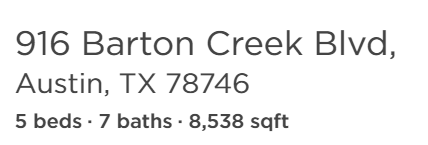 916 Barton Creek Blvd,
Austin, TX 78746
5 beds · 7 baths · 8,538 sqft